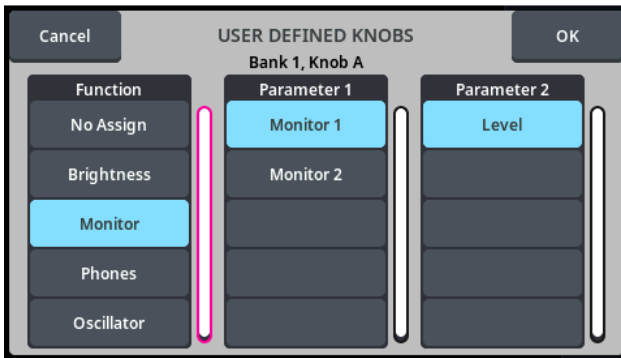 Cancel
USER DEFINED KNOBS
OK
Bank 1, Knob A
Function
Parameter 1
Parameter 2
No Assign
Monitor 1
Level
Brightness
Monitor 2
Monitor
Phones
Oscillator